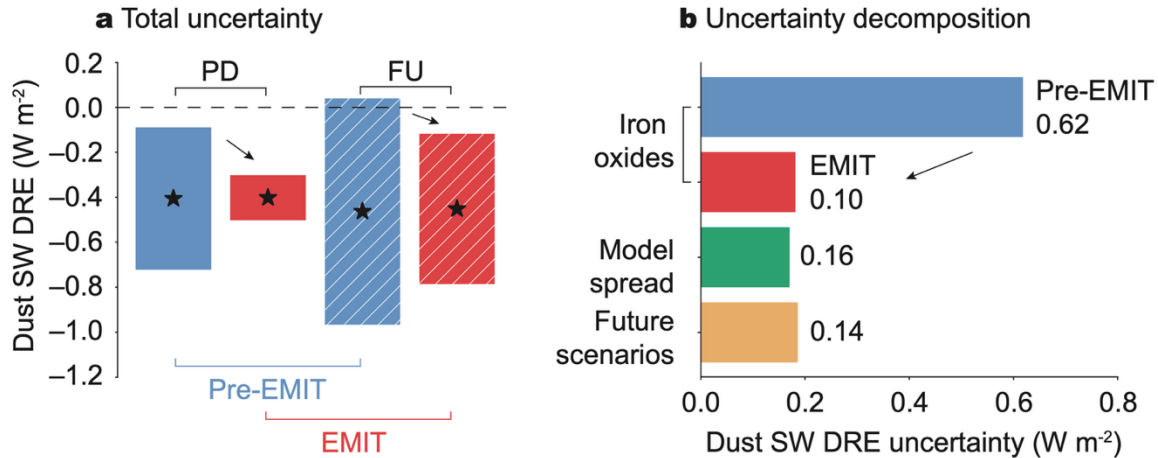 a Total uncertainty
Dust SW DRE (W m⁻²)
0.2
0.0
–0.2
–0.4
–0.6
–0.8
–1.0
–1.2
PD
FU
Pre-EMIT
EMIT
b Uncertainty decomposition
Iron
oxides
Model
spread
Future
scenarios
Pre-EMIT
0.62
EMIT
0.10
0.16
0.14
0.0
0.2
0.4
0.6
0.8
Dust SW DRE uncertainty (W m⁻²)